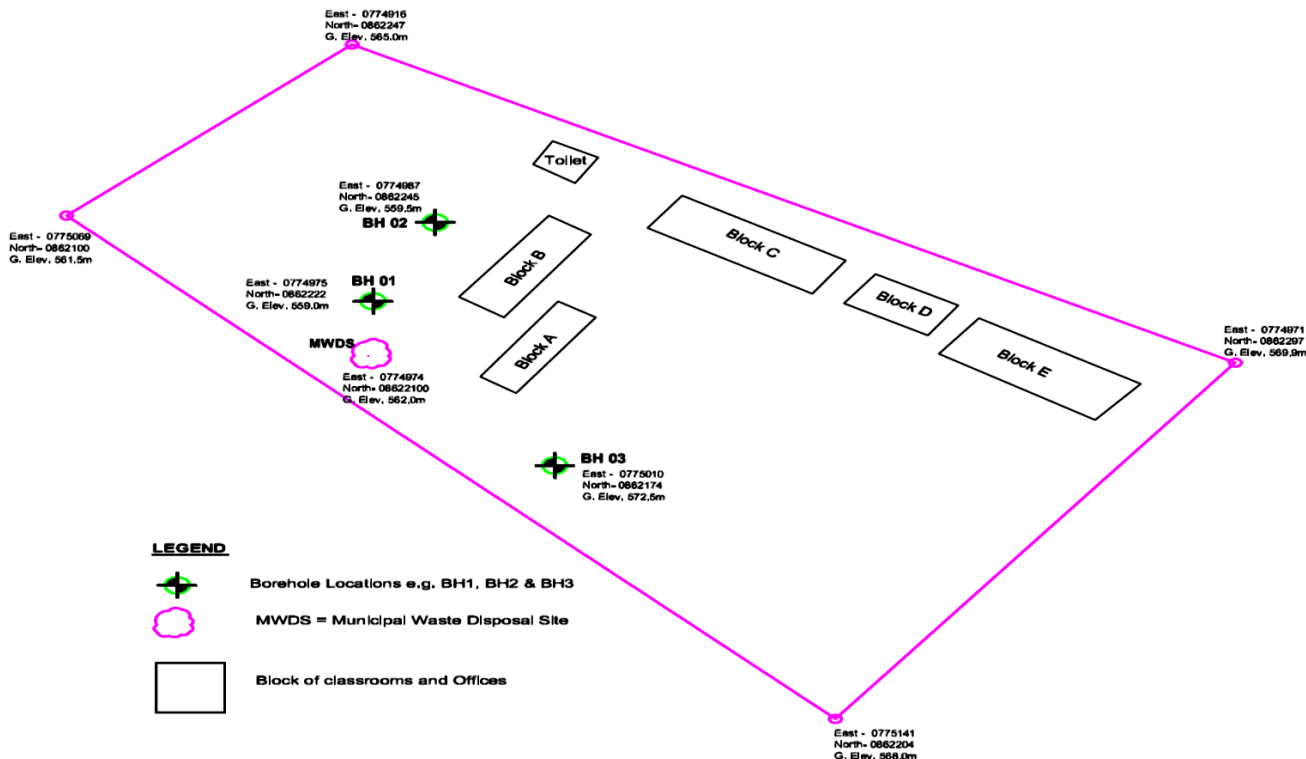 East - 0774916
North- 0862247
G. Elev, 565.0m
Toilet
East - 0774987
North- 0862245
G. Elev, 559.5m
BH 02
East - 0775069
North- 0862100
G. Elev, 561.5m
Block B
Block C
BH 01
East - 0774975
North- 0862222
G. Elev, 559.0m
Block D
MWDS
Block A
East - 0774971
North- 0862297
G. Elev, 569.9m
Block E
East - 0774974
North- 08622100
G. Elev, 562.0m
BH 03
East - 0775010
North- 0862174
G. Elev, 572.5m
LEGEND
Borehole Locations e.g. BH1, BH2 & BH3
MWDS = Municipal Waste Disposal Site
Block of classrooms and Offices
East - 0775141
North- 0862204
G. Elev, 568.0m